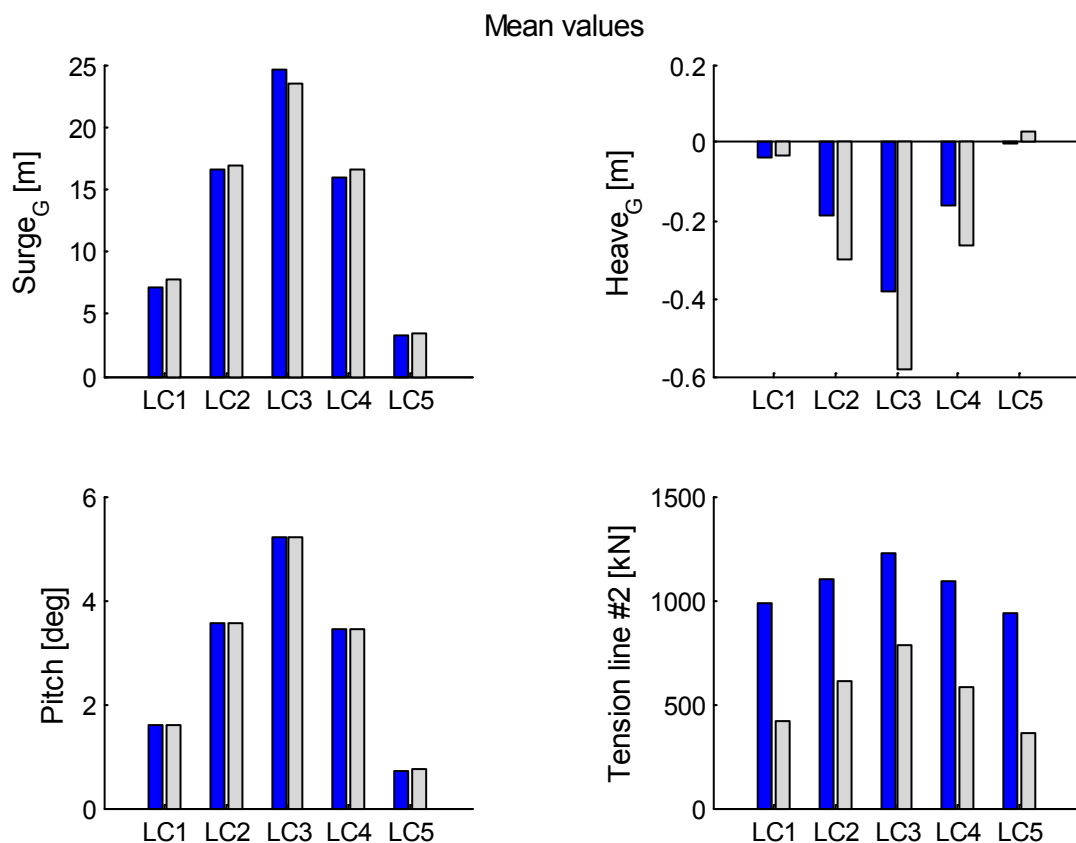 Mean values
Surge_G [m]
25
20
15
10
5
0
LC1 LC2 LC3 LC4 LC5
Heave_G [m]
0.2
0
-0.2
-0.4
-0.6
LC1 LC2 LC3 LC4 LC5
Pitch [deg]
6
4
2
0
LC1 LC2 LC3 LC4 LC5
Tension line #2 [kN]
1500
1000
500
0
LC1 LC2 LC3 LC4 LC5